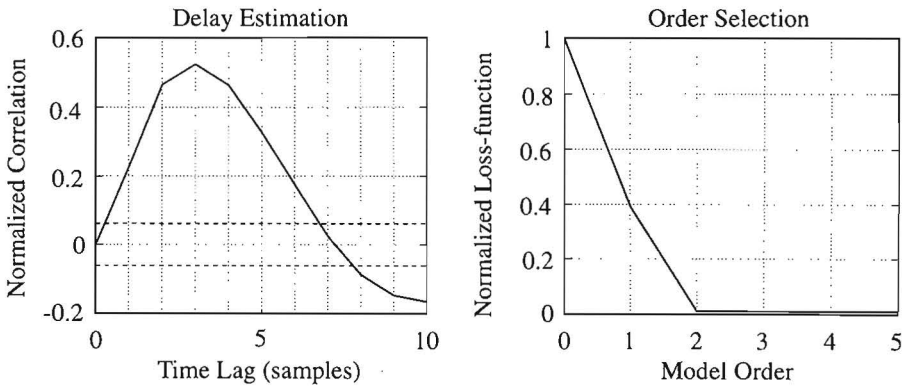 Delay Estimation
0.6
0.4
0.2
0
-0.2
Normalized Correlation
0 5 10
Time Lag (samples)
Order Selection
1
0.8
0.6
0.4
0.2
0
Normalized Loss-function
0 1 2 3 4 5
Model Order